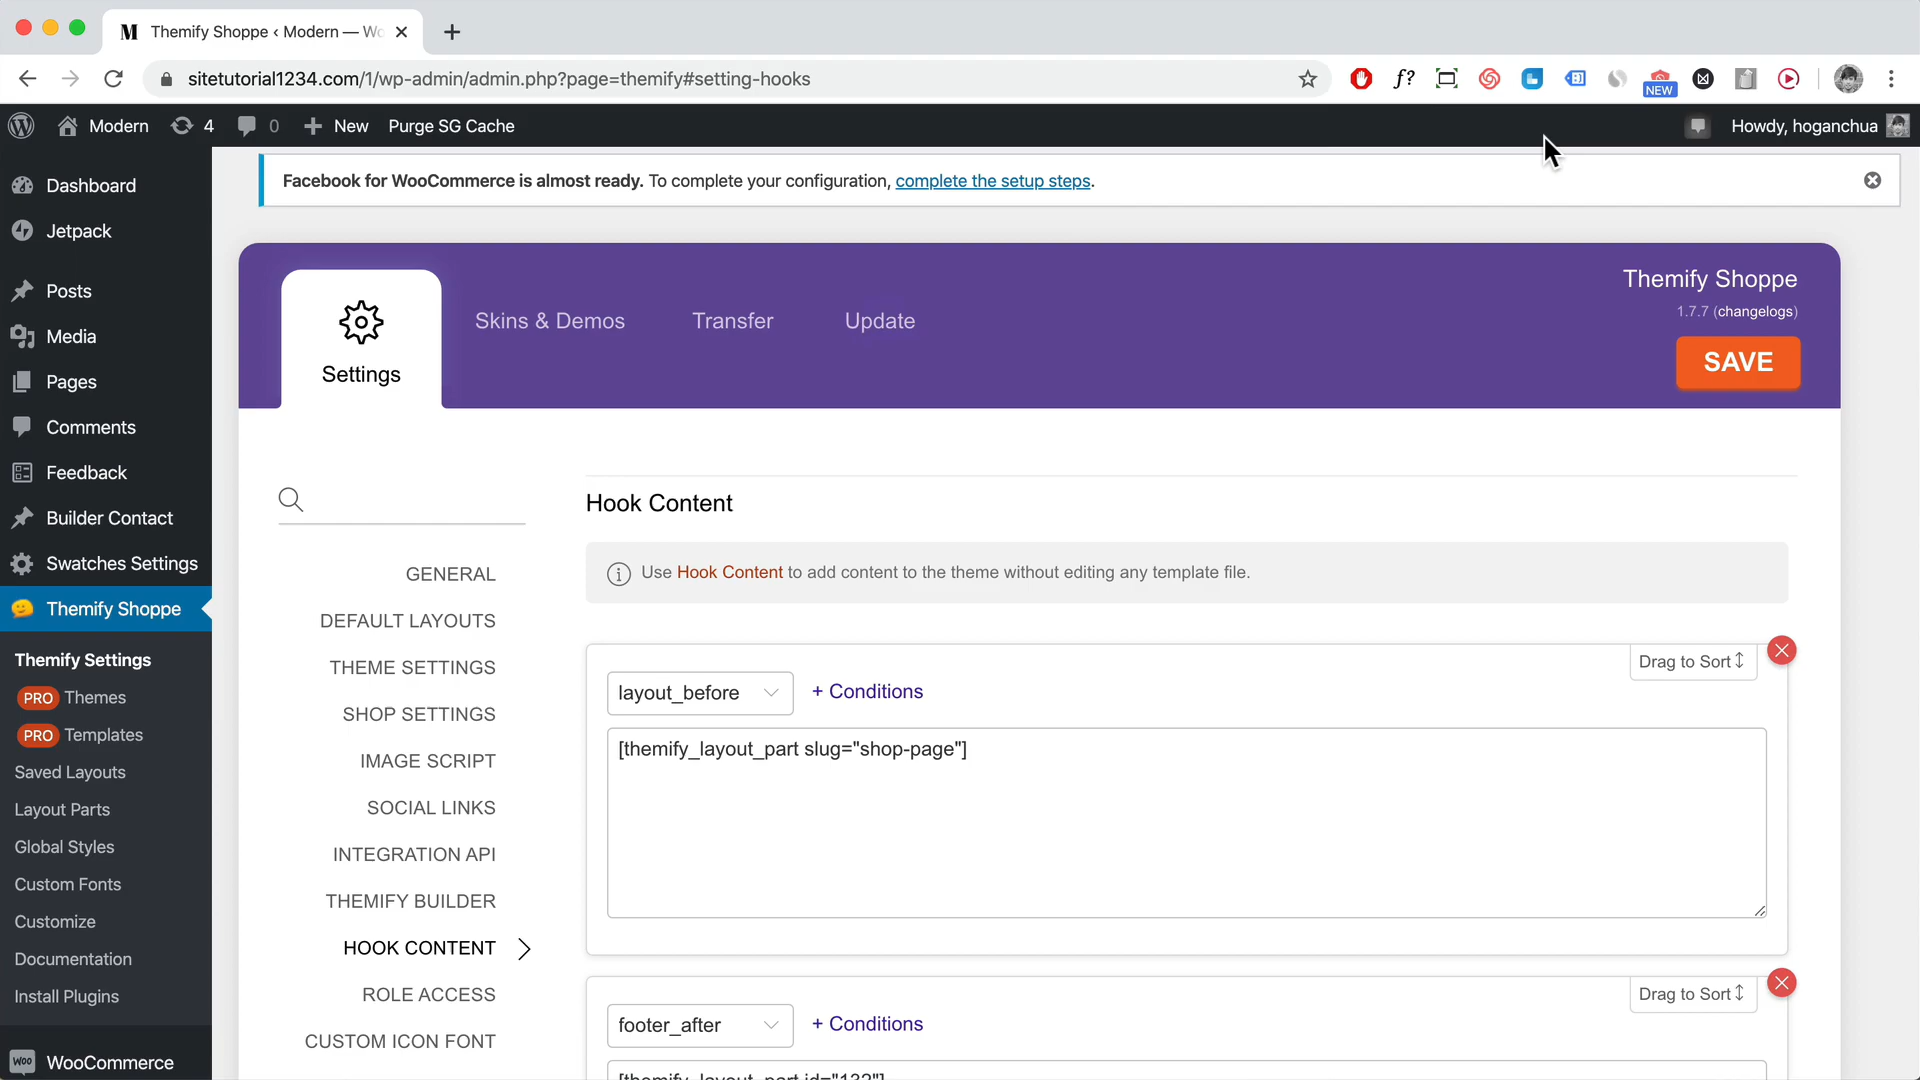 Themify Shoppe ‹ Modern — Wo
sitetutorial1234.com/1/wp-admin/admin.php?page=themify#setting-hooks
f?
NEW
Modern
4
0
New
Purge SG Cache
Howdy, hoganchua
Dashboard
Jetpack
Posts
Media
Pages
Comments
Feedback
Builder Contact
Swatches Settings
Themify Shoppe
Themify Settings
PRO Themes
PRO Templates
Saved Layouts
Layout Parts
Global Styles
Custom Fonts
Customize
Documentation
Install Plugins
Woo WooCommerce
Facebook for WooCommerce is almost ready. To complete your configuration, complete the setup steps.
Settings
Skins & Demos
Transfer
Update
Themify Shoppe
1.7.7 (changelogs)
SAVE
GENERAL
DEFAULT LAYOUTS
THEME SETTINGS
SHOP SETTINGS
IMAGE SCRIPT
SOCIAL LINKS
INTEGRATION API
THEMIFY BUILDER
HOOK CONTENT
ROLE ACCESS
CUSTOM ICON FONT
Hook Content
Use Hook Content to add content to the theme without editing any template file.
Drag to Sort
layout_before
+ Conditions
[themify_layout_part slug="shop-page"]
Drag to Sort
footer_after
+ Conditions
[themify_layout_part id="132"]